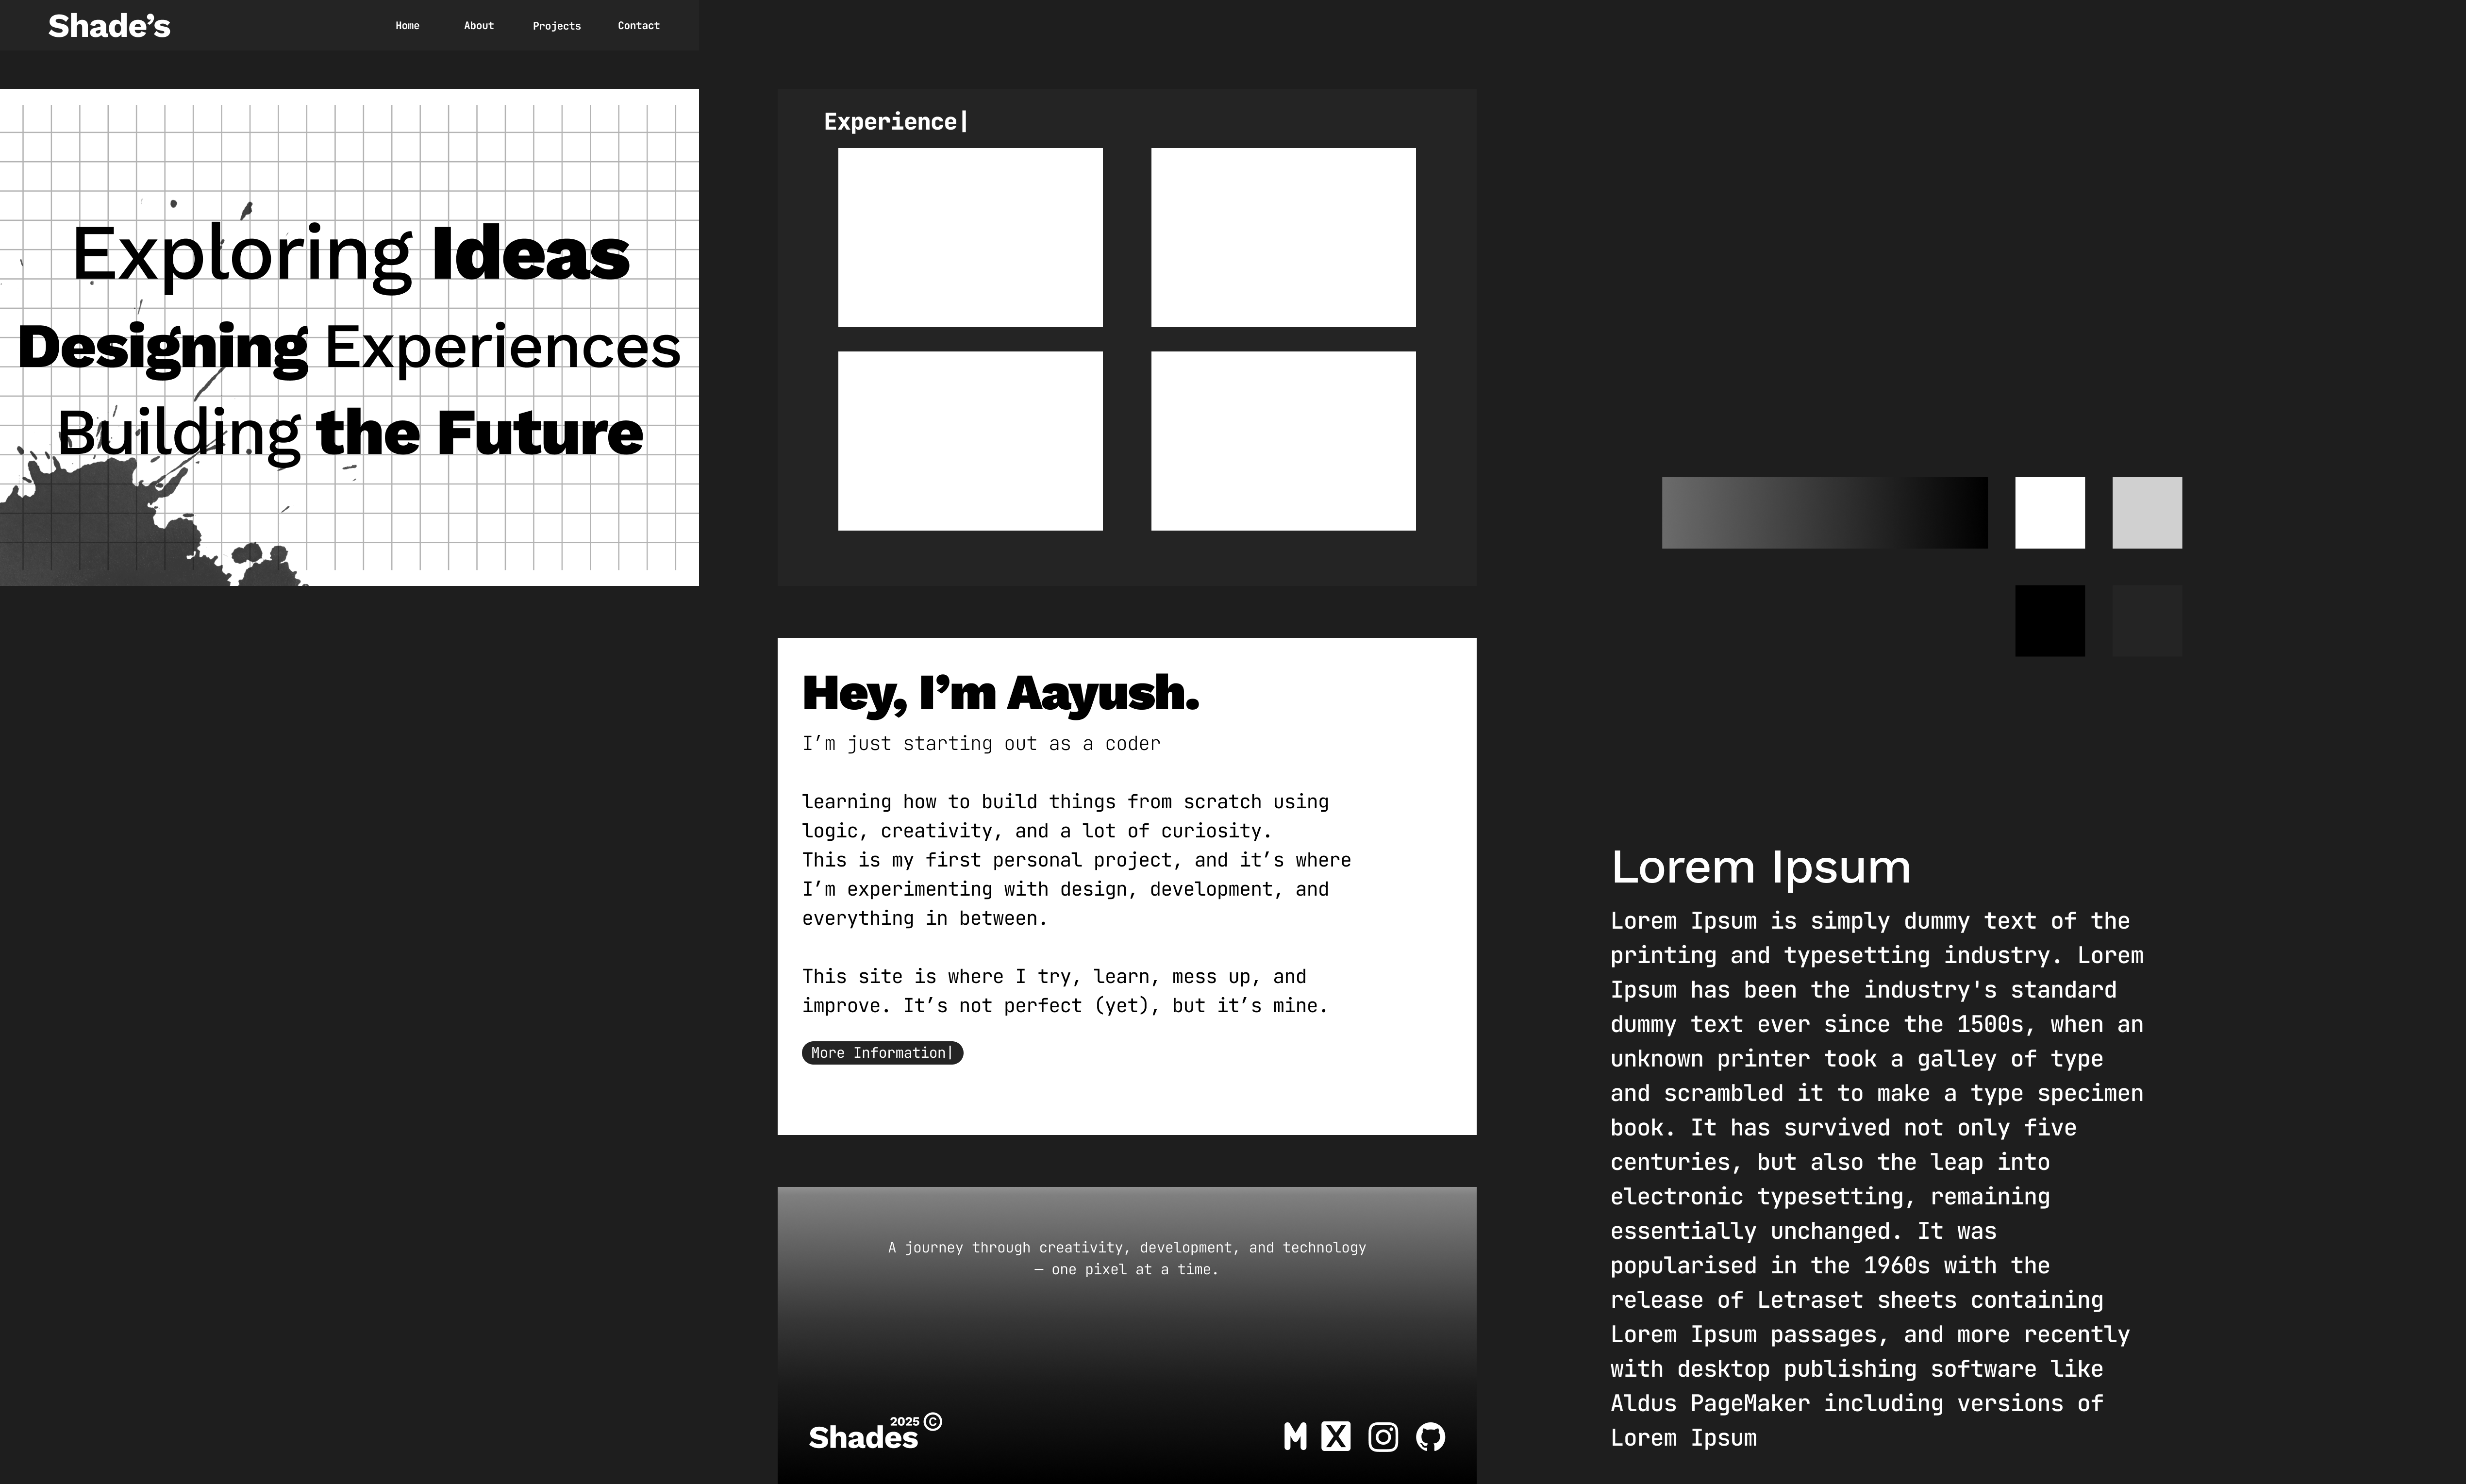 Shade’s
Home About Projects Contact
Exploring Ideas
Designing Experiences
Building the Future
Experience|
Hey, I’m Aayush.
I’m just starting out as a coder
learning how to build things from scratch using
logic, creativity, and a lot of curiosity.
This is my first personal project, and it’s where
I’m experimenting with design, development, and
everything in between.
This site is where I try, learn, mess up, and
improve. It’s not perfect (yet), but it’s mine.
More Information|
A journey through creativity, development, and technology
— one pixel at a time.
2025 ©
Shades
M X
Lorem Ipsum
Lorem Ipsum is simply dummy text of the
printing and typesetting industry. Lorem
Ipsum has been the industry's standard
dummy text ever since the 1500s, when an
unknown printer took a galley of type
and scrambled it to make a type specimen
book. It has survived not only five
centuries, but also the leap into
electronic typesetting, remaining
essentially unchanged. It was
popularised in the 1960s with the
release of Letraset sheets containing
Lorem Ipsum passages, and more recently
with desktop publishing software like
Aldus PageMaker including versions of
Lorem Ipsum